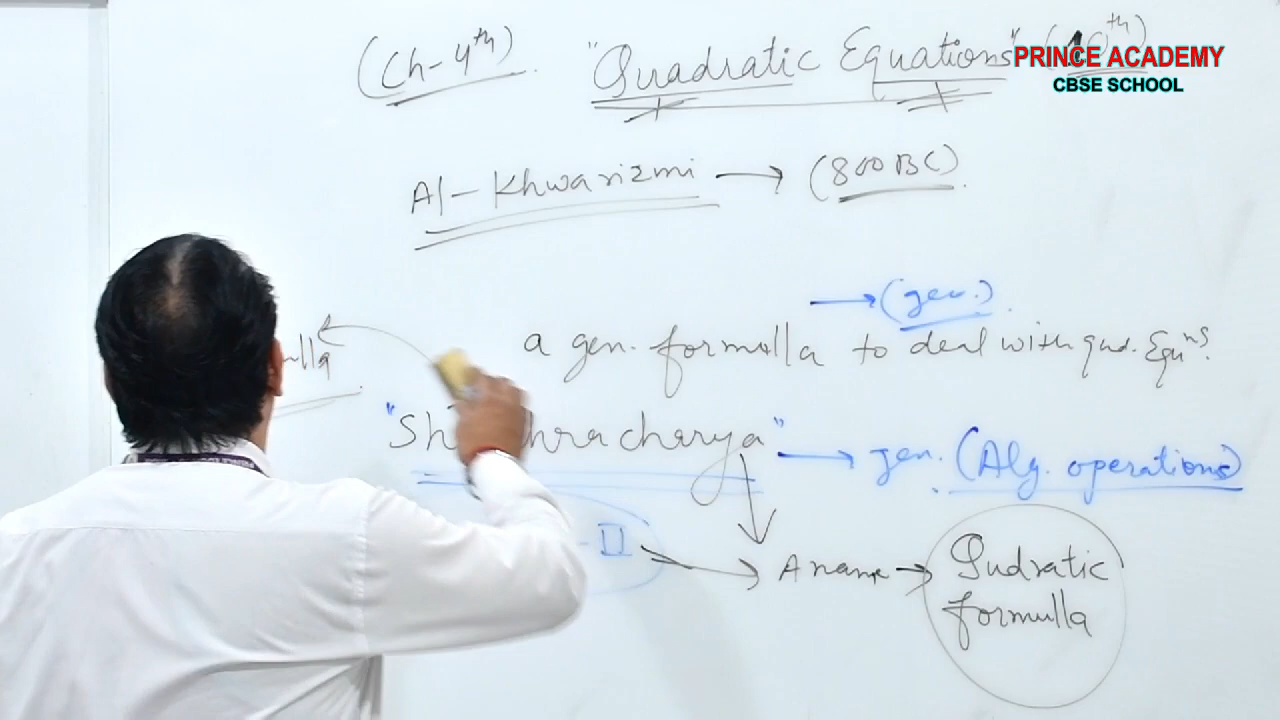 (Ch-4th). "Quadratic Equations" (10th)
PRINCE ACADEMY
CBSE SCHOOL
Al-Khwarizmi → (800 BC).
→ (gen.).
a gen. formulla to deal with qud. Equns.
ulla
"Sh hracharya" → gen. (Alg. operations)
- II → A name → Qudratic
formulla